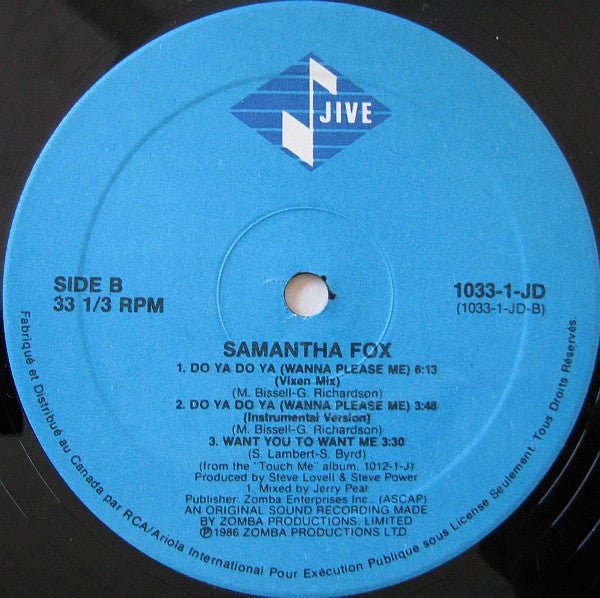 JIVE
SIDE B
33 1/3 RPM
1033-1-JD
(1033-1-JD-B)
SAMANTHA FOX
1. DO YA DO YA (WANNA PLEASE ME) 6:13
(Vixen Mix)
(M. Bissell-G. Richardson)
2. DO YA DO YA (WANNA PLEASE ME) 3:48
(Instrumental Version)
(M. Bissell-G. Richardson)
3. WANT YOU TO WANT ME 3:30
(S. Lambert-S. Byrd)
(from the "Touch Me" album, 1012-1-J)
Produced by Steve Lovell & Steve Power
1. Mixed by Jerry Peal
Publisher: Zomba Enterprises Inc., (ASCAP)
AN ORIGINAL SOUND RECORDING MADE
BY ZOMBA PRODUCTIONS, LIMITED
Ⓟ1986 ZOMBA PRODUCTIONS LTD.
Fabriqué et Distribué au Canada par RCA/Ariola International Pour Exécution Publique sous License Seulement. Tous Droits Réservés.